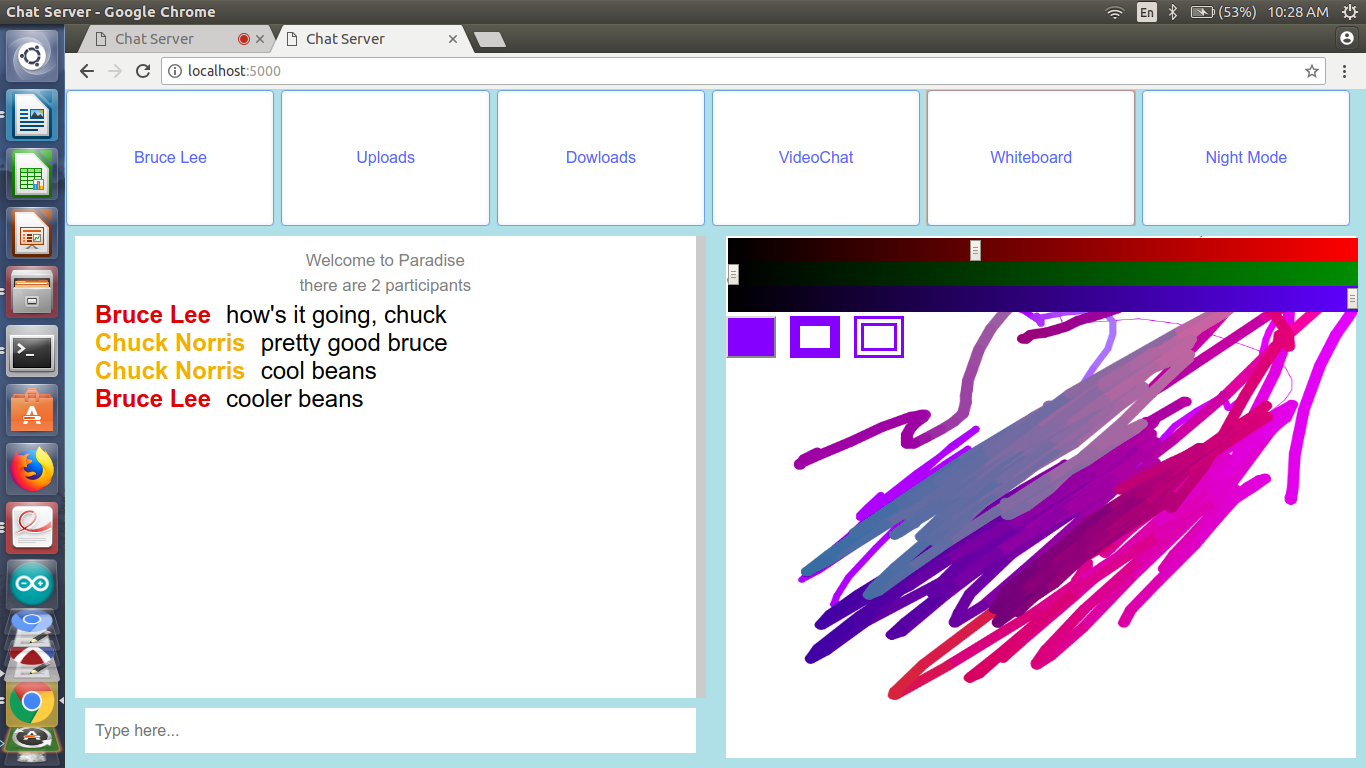 Chat Server - Google Chrome
En
(53%)
10:28 AM
Chat Server
Chat Server
localhost:5000
Bruce Lee
Uploads
Dowloads
VideoChat
Whiteboard
Night Mode
Welcome to Paradise
there are 2 participants
Bruce Lee how's it going, chuck
Chuck Norris pretty good bruce
Chuck Norris cool beans
Bruce Lee cooler beans
Type here...